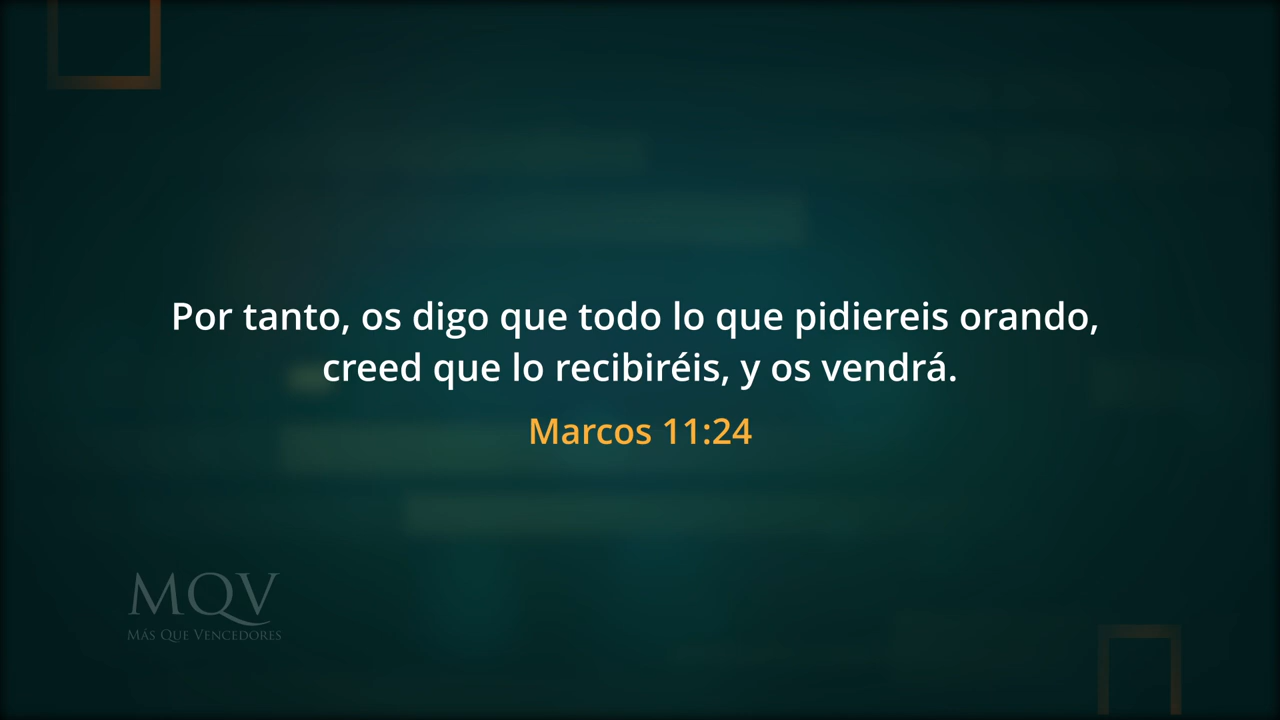 Por tanto, os digo que todo lo que pidiereis orando,
creed que lo recibiréis, y os vendrá.
Marcos 11:24
MQV
Más Que Vencedores